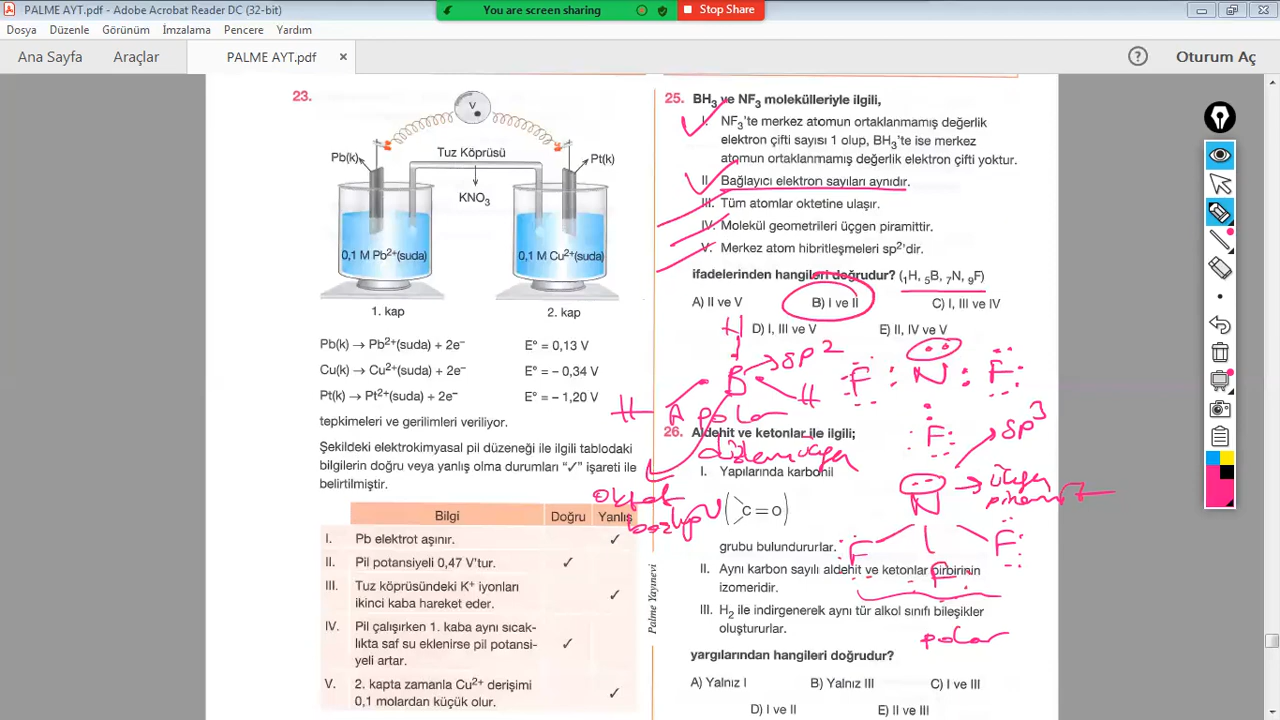 PALME AYT.pdf - Adobe Acrobat Reader DC (32-bit)
You are screen sharing
Stop Share
Dosya Düzenle Görünüm İmzalama Pencere Yardım
Ana Sayfa Araçlar PALME AYT.pdf × Oturum Aç
23.
V
Pb(k)
Tuz Köprüsü
Pt(k)
KNO3
0,1 M Pb2+(suda)
0,1 M Cu2+(suda)
1. kap
2. kap
Pb(k) → Pb2+(suda) + 2e− E° = 0,13 V
Cu(k) → Cu2+(suda) + 2e− E° = − 0,34 V
Pt(k) → Pt2+(suda) + 2e− E° = − 1,20 V
tepkimeleri ve gerilimleri veriliyor.
Şekildeki elektrokimyasal pil düzeneği ile ilgili tablodaki
bilgilerin doğru veya yanlış olma durumları "✓" işareti ile
belirtilmiştir.
Bilgi Doğru Yanlış
I. Pb elektrot aşınır. ✓
II. Pil potansiyeli 0,47 V'tur. ✓
III. Tuz köprüsündeki K+ iyonları
ikinci kaba hareket eder. ✓
IV. Pil çalışırken 1. kaba aynı sıcak-
lıkta saf su eklenirse pil potansi-
yeli artar. ✓
V. 2. kapta zamanla Cu2+ derişimi
0,1 molardan küçük olur. ✓
Palme Yayınevi
25. BH3 ve NF3 molekülleriyle ilgili,
I. NF3'te merkez atomun ortaklanmamış değerlik
elektron çifti sayısı 1 olup, BH3'te ise merkez
atomun ortaklanmamış değerlik elektron çifti yoktur.
II. Bağlayıcı elektron sayıları aynıdır.
III. Tüm atomlar oktetine ulaşır.
IV. Molekül geometrileri üçgen piramittir.
V. Merkez atom hibritleşmeleri sp2'dir.
ifadelerinden hangileri doğrudur? (1H, 5B, 7N, 9F)
A) II ve V B) I ve II C) I, III ve IV
D) I, III ve V E) II, IV ve V
H
B → sp2
H H
Apolar
düzlem üçgen
oktet
F N F
F
sp3
N → üçgen
F F F
polar
26. Aldehit ve ketonlar ile ilgili;
I. Yapılarında karbonil
( >C=O )
grubu bulundururlar.
II. Aynı karbon sayılı aldehit ve ketonlar birbirinin
izomeridir.
III. H2 ile indirgenerek aynı tür alkol sınıfı bileşikler
oluştururlar.
yargılarından hangileri doğrudur?
A) Yalnız I B) Yalnız III C) I ve III
D) I ve II E) II ve III